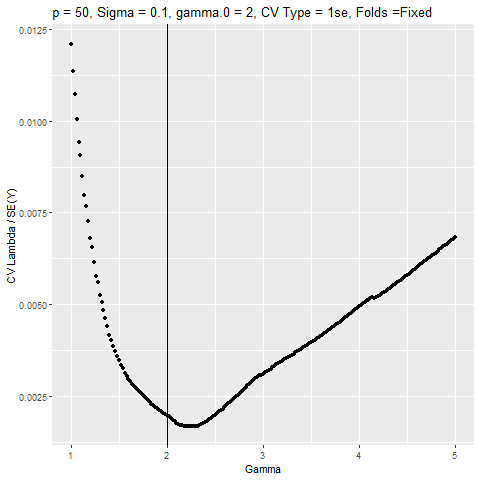 p = 50, Sigma = 0.1, gamma.0 = 2, CV Type = 1se, Folds =Fixed
CV Lambda / SE(Y)
0.0125
0.0100
0.0075
0.0050
0.0025
1 2 3 4 5
Gamma